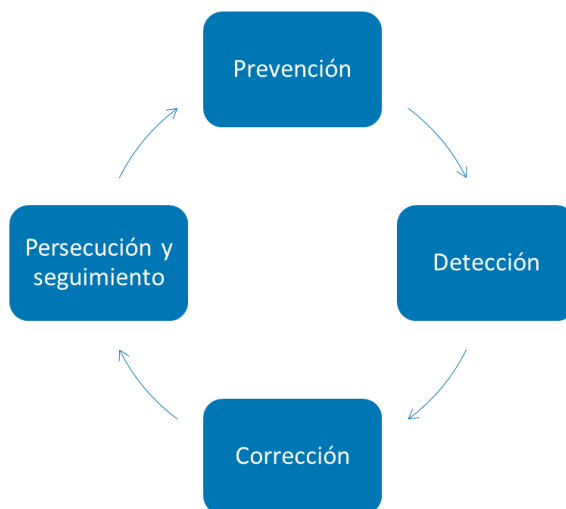 Prevención
Detección
Corrección
Persecución y
seguimiento